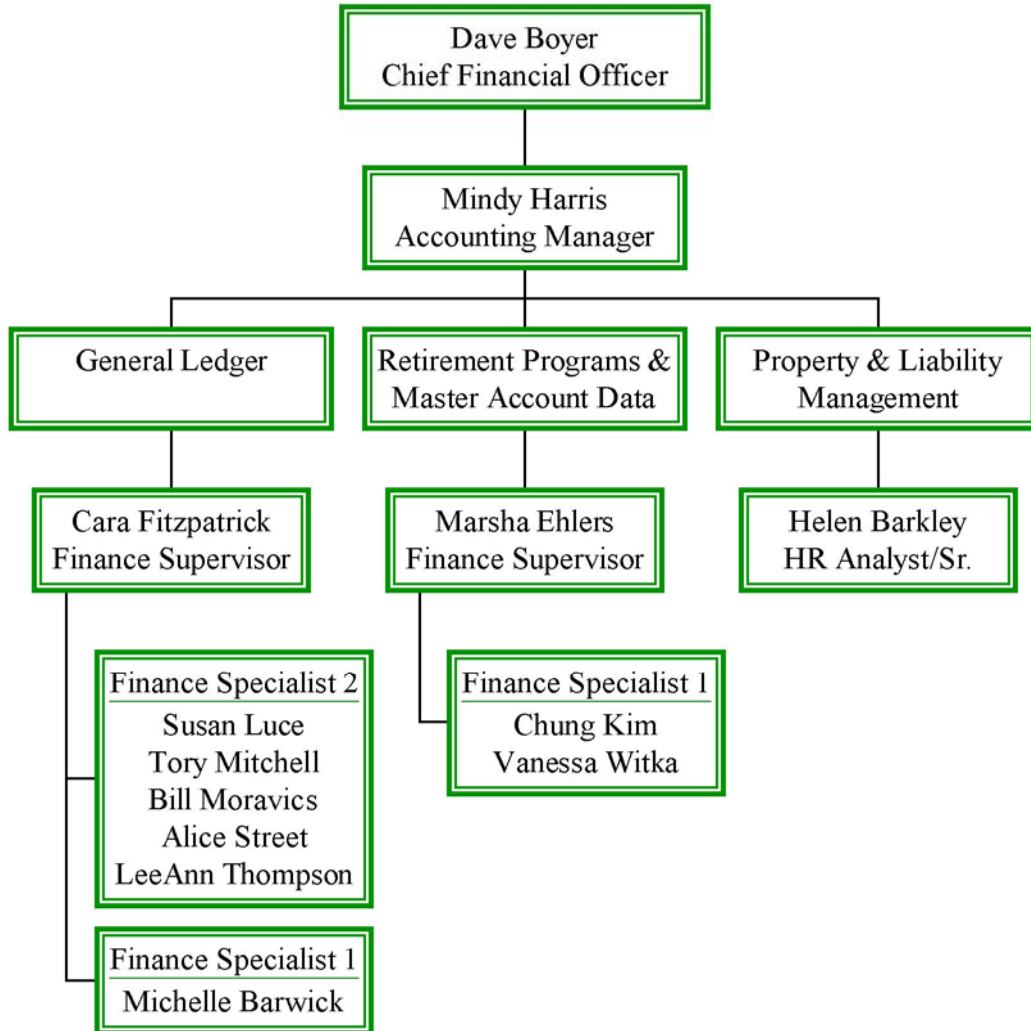 Dave Boyer
Chief Financial Officer
Mindy Harris
Accounting Manager
General Ledger
Retirement Programs &
Master Account Data
Property & Liability
Management
Cara Fitzpatrick
Finance Supervisor
Marsha Ehlers
Finance Supervisor
Helen Barkley
HR Analyst/Sr.
Finance Specialist 2
Susan Luce
Tory Mitchell
Bill Moravics
Alice Street
LeeAnn Thompson
Finance Specialist 1
Chung Kim
Vanessa Witka
Finance Specialist 1
Michelle Barwick